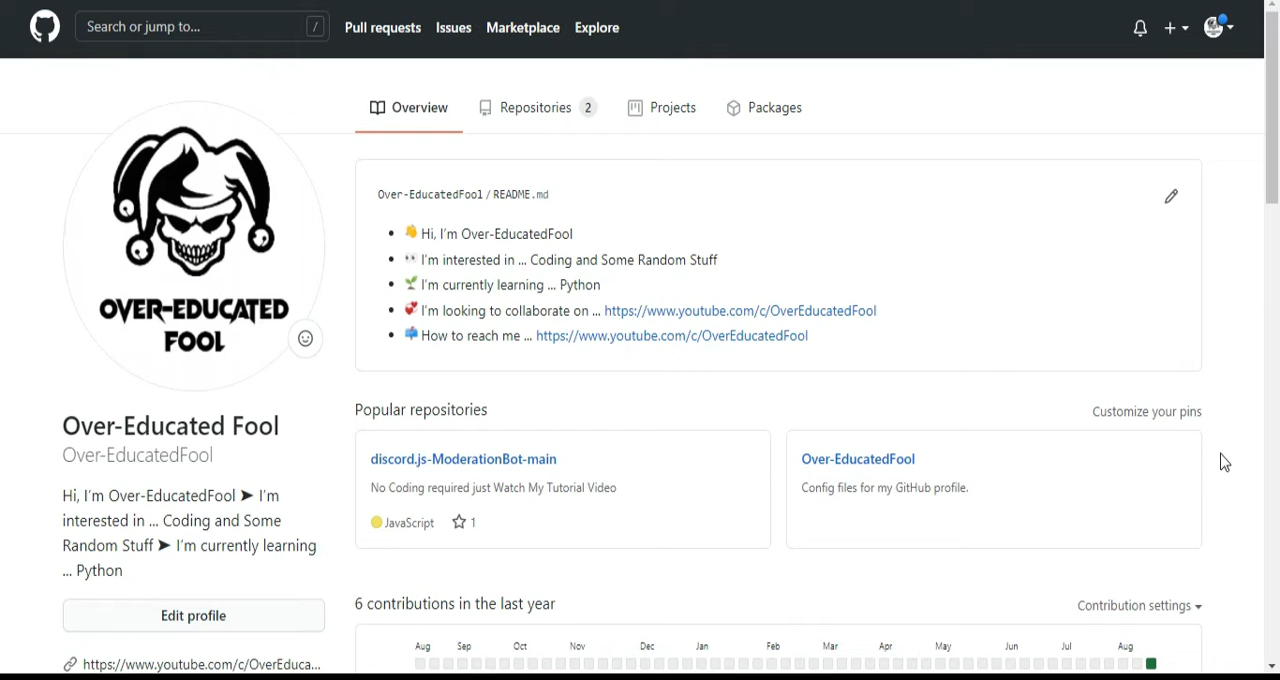 Search or jump to... /
Pull requests
Issues
Marketplace
Explore
Overview
Repositories 2
Projects
Packages
OVER-EDUCATED
FOOL
Over-Educated Fool
Over-EducatedFool
Hi, I'm Over-EducatedFool ➤ I'm
interested in ... Coding and Some
Random Stuff ➤ I'm currently learning
... Python
Edit profile
https://www.youtube.com/c/OverEduca...
Over-EducatedFool / README.md
• 👋 Hi, I'm Over-EducatedFool
• 👀 I'm interested in ... Coding and Some Random Stuff
• 🌱 I'm currently learning ... Python
• 💞️ I'm looking to collaborate on ... https://www.youtube.com/c/OverEducatedFool
• 📫 How to reach me ... https://www.youtube.com/c/OverEducatedFool
Popular repositories
Customize your pins
discord.js-ModerationBot-main
No Coding required just Watch My Tutorial Video
JavaScript 1
Over-EducatedFool
Config files for my GitHub profile.
6 contributions in the last year
Contribution settings
Aug Sep Oct Nov Dec Jan Feb Mar Apr May Jun Jul Aug